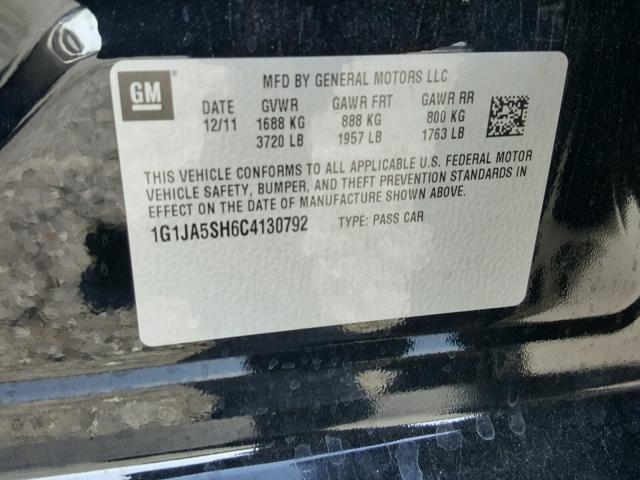 GM
MFD BY GENERAL MOTORS LLC
DATE GVWR GAWR FRT GAWR RR
12/11 1688 KG 888 KG 800 KG
3720 LB 1957 LB 1763 LB
THIS VEHICLE CONFORMS TO ALL APPLICABLE U.S. FEDERAL MOTOR
VEHICLE SAFETY, BUMPER, AND THEFT PREVENTION STANDARDS IN
EFFECT ON THE DATE OF MANUFACTURE SHOWN ABOVE.
1G1JA5SH6C4130792 TYPE: PASS CAR